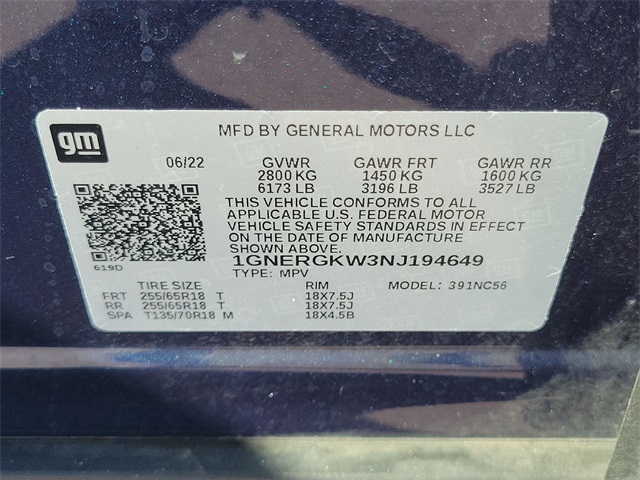 gm
MFD BY GENERAL MOTORS LLC
06/22 GVWR GAWR FRT GAWR RR
2800 KG 1450 KG 1600 KG
6173 LB 3196 LB 3527 LB
THIS VEHICLE CONFORMS TO ALL
APPLICABLE U.S. FEDERAL MOTOR
VEHICLE SAFETY STANDARDS IN EFFECT
ON THE DATE OF MANUFACTURE
SHOWN ABOVE.
619D 1GNERGKW3NJ194649
TYPE: MPV
TIRE SIZE RIM MODEL: 391NC56
FRT 255/65R18 T 18X7.5J
RR 255/65R18 T 18X7.5J
SPA T135/70R18 M 18X4.5B